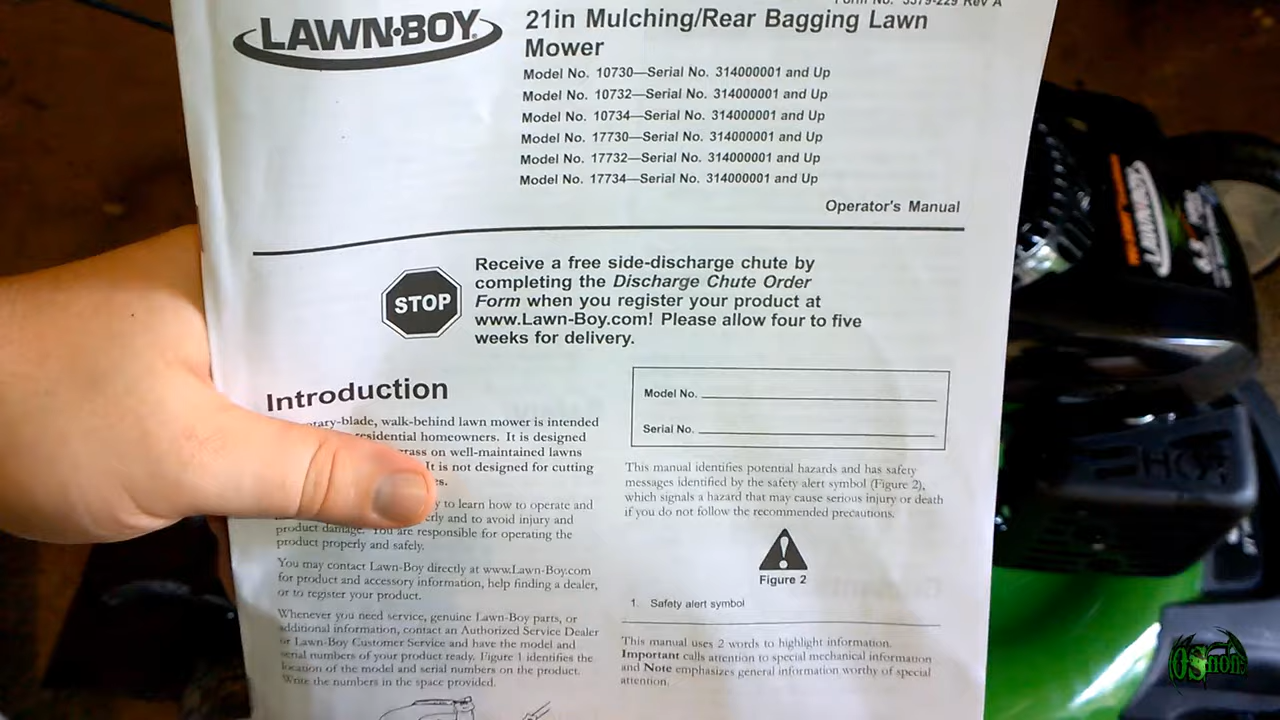 Form No. 3379-229 Rev A
LAWN-BOY
21in Mulching/Rear Bagging Lawn
Mower
Model No. 10730—Serial No. 314000001 and Up
Model No. 10732—Serial No. 314000001 and Up
Model No. 10734—Serial No. 314000001 and Up
Model No. 17730—Serial No. 314000001 and Up
Model No. 17732—Serial No. 314000001 and Up
Model No. 17734—Serial No. 314000001 and Up
Operator's Manual
STOP
Receive a free side-discharge chute by
completing the Discharge Chute Order
Form when you register your product at
www.Lawn-Boy.com! Please allow four to five
weeks for delivery.
Introduction
rotary-blade, walk-behind lawn mower is intended
residential homeowners. It is designed
grass on well-maintained lawns
It is not designed for cutting
to learn how to operate and
and to avoid injury and
product damage. You are responsible for operating the
product properly and safely.
You may contact Lawn-Boy directly at www.Lawn-Boy.com
for product and accessory information, help finding a dealer,
or to register your product.
Whenever you need service, genuine Lawn-Boy parts, or
additional information, contact an Authorized Service Dealer
or Lawn-Boy Customer Service and have the model and
serial numbers of your product ready. Figure 1 identifies the
location of the model and serial numbers on the product.
Write the numbers in the space provided.
Model No.
Serial No.
This manual identifies potential hazards and has safety
messages identified by the safety alert symbol (Figure 2),
which signals a hazard that may cause serious injury or death
if you do not follow the recommended precautions.
Figure 2
1. Safety alert symbol
This manual uses 2 words to highlight information.
Important calls attention to special mechanical information
and Note emphasizes general information worthy of special
attention.
LAWN-BOY
HOT